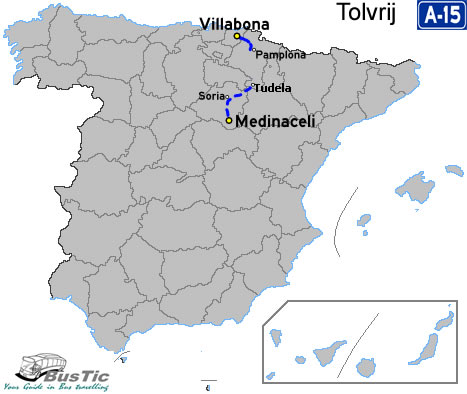 Tolvrij A-15
Villabona
Pamplona
Soria
Tudela
Medinaceli
BusTic
Your Guide in Bus travelling